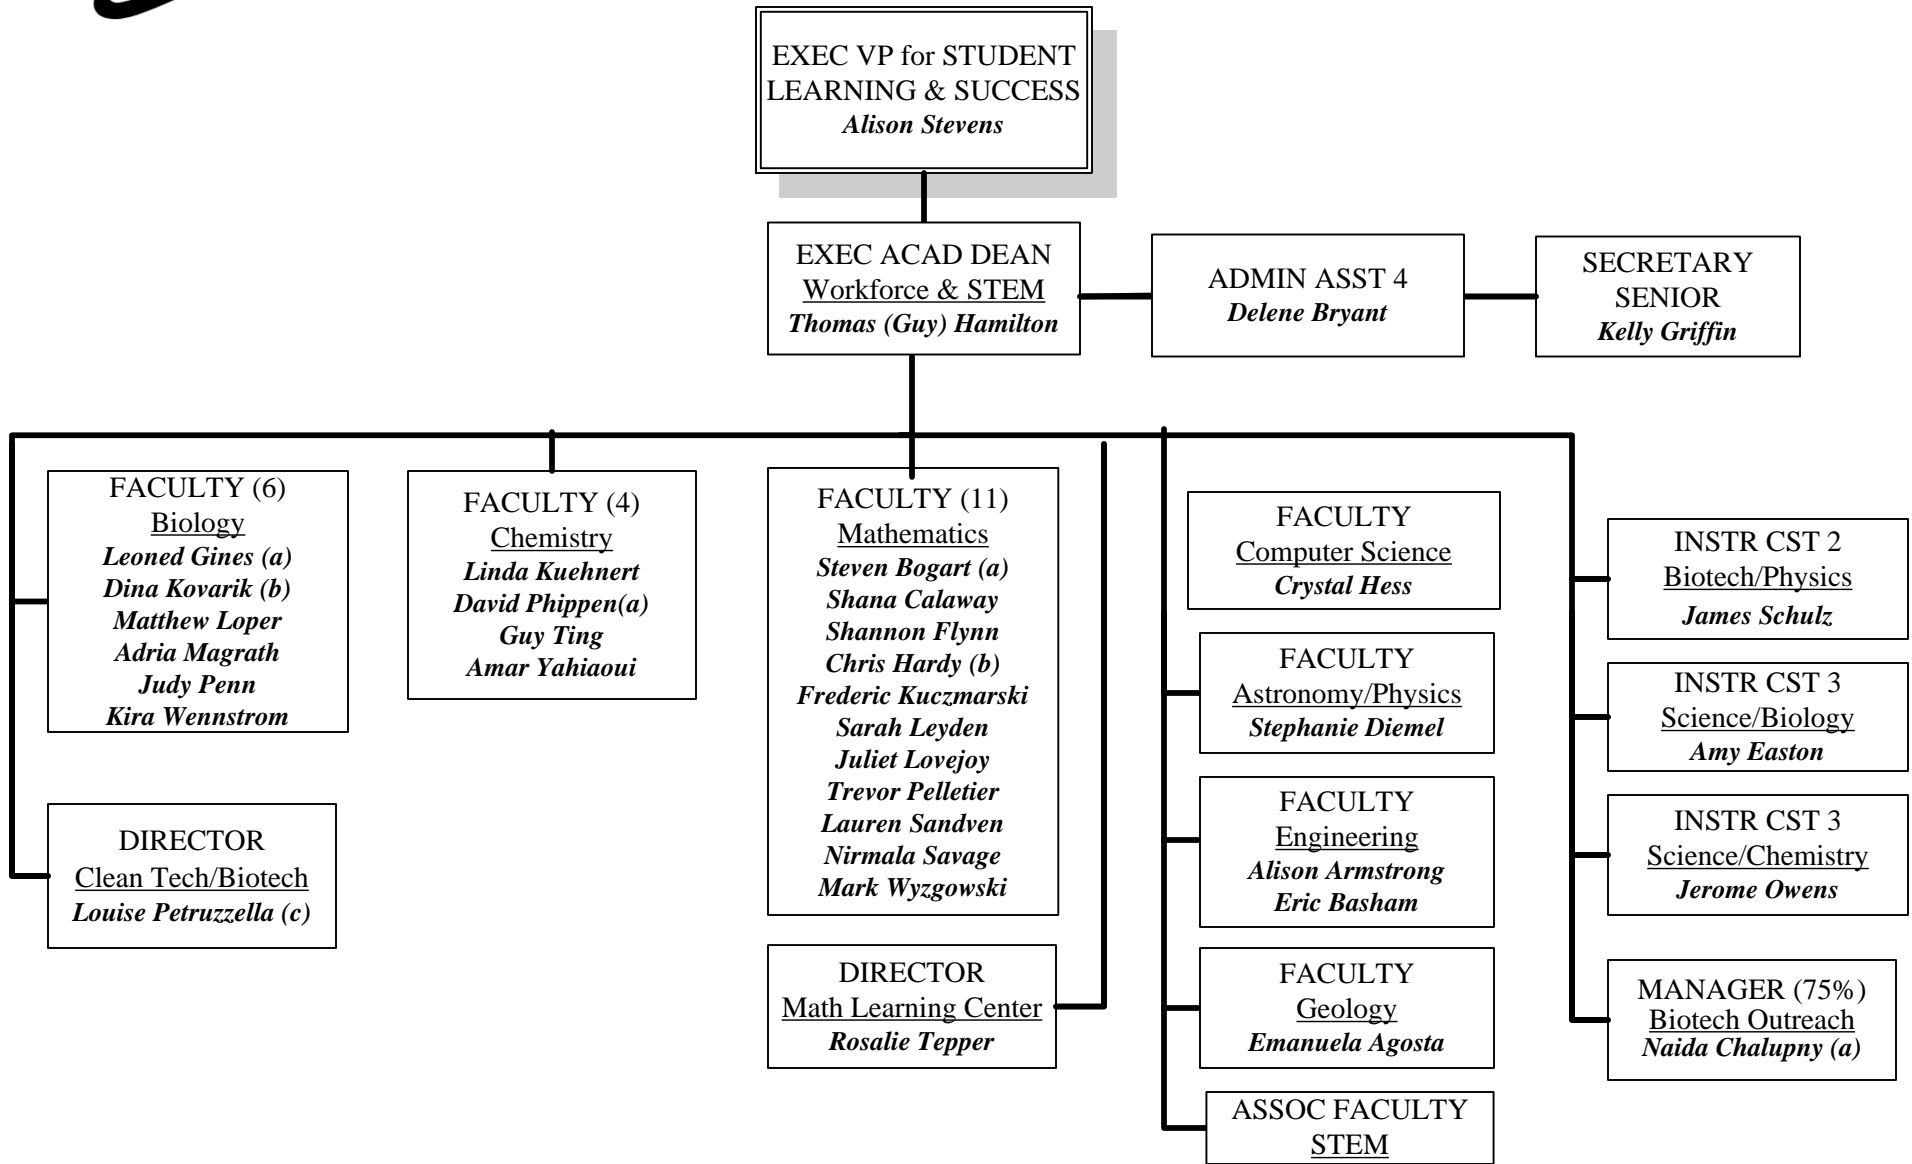 EXEC VP for STUDENT
LEARNING & SUCCESS
Alison Stevens
EXEC ACAD DEAN
Workforce & STEM
Thomas (Guy) Hamilton
ADMIN ASST 4
Delene Bryant
SECRETARY
SENIOR
Kelly Griffin
FACULTY (6)
Biology
Leoned Gines (a)
Dina Kovarik (b)
Matthew Loper
Adria Magrath
Judy Penn
Kira Wennstrom
DIRECTOR
Clean Tech/Biotech
Louise Petruzzella (c)
FACULTY (4)
Chemistry
Linda Kuehnert
David Phippen(a)
Guy Ting
Amar Yahiaoui
FACULTY (11)
Mathematics
Steven Bogart (a)
Shana Calaway
Shannon Flynn
Chris Hardy (b)
Frederic Kuczmarski
Sarah Leyden
Juliet Lovejoy
Trevor Pelletier
Lauren Sandven
Nirmala Savage
Mark Wyzgowski
DIRECTOR
Math Learning Center
Rosalie Tepper
FACULTY
Computer Science
Crystal Hess
FACULTY
Astronomy/Physics
Stephanie Diemel
FACULTY
Engineering
Alison Armstrong
Eric Basham
FACULTY
Geology
Emanuela Agosta
ASSOC FACULTY
STEM
INSTR CST 2
Biotech/Physics
James Schulz
INSTR CST 3
Science/Biology
Amy Easton
INSTR CST 3
Science/Chemistry
Jerome Owens
MANAGER (75%)
Biotech Outreach
Naida Chalupny (a)